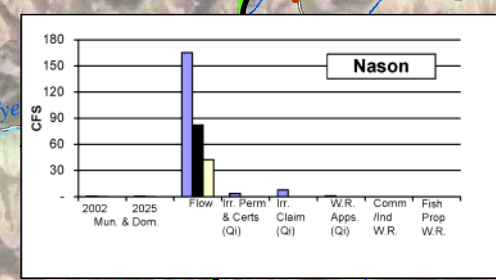 Nason
CFS
180
150
120
90
60
30
-
2002 2025 Flow Irr. Perm Irr. W.R. Comm Fish
Mun. & Dom. & Certs Claim Apps. /Ind Prop
(Qi) (Qi) (Qi) W.R. W.R.
ye